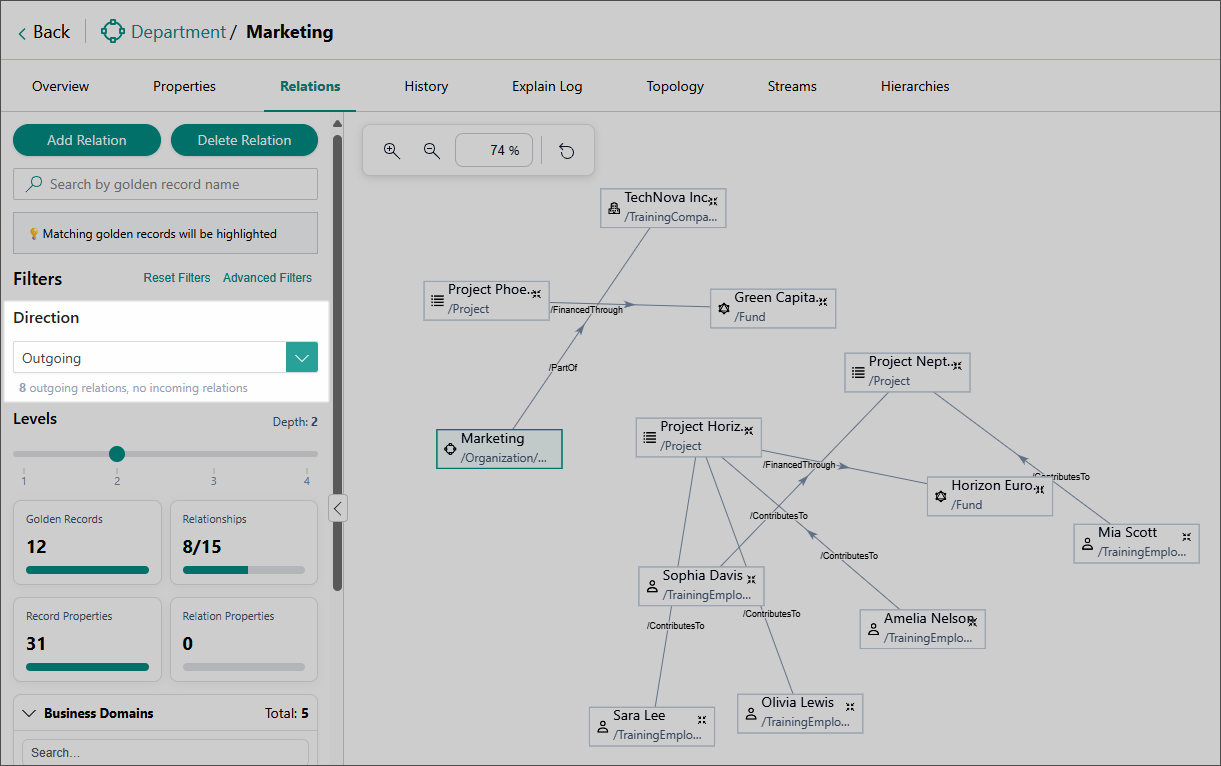 Back
Department / Marketing
Overview
Properties
Relations
History
Explain Log
Topology
Streams
Hierarchies
Add Relation
Delete Relation
Search by golden record name
Matching golden records will be highlighted
Filters
Reset Filters
Advanced Filters
Direction
Outgoing
8 outgoing relations, no incoming relations
Levels
Depth: 2
1
2
3
4
Golden Records
12
Relationships
8/15
Record Properties
31
Relation Properties
0
Business Domains
Total: 5
Search...
74 %
TechNova Inc.
/TrainingCompa...
Project Phoe...
/Project
/FinancedThrough
Green Capita...
/Fund
/PartOf
Marketing
/Organization/...
Project Nept...
/Project
Project Horiz...
/Project
/FinancedThrough
/ContributesTo
Horizon Euro...
/Fund
/ContributesTo
Mia Scott
/TrainingEmplo...
/ContributesTo
Sophia Davis
/TrainingEmplo...
/ContributesTo
/ContributesTo
Amelia Nelson
/TrainingEmplo...
Olivia Lewis
/TrainingEmplo...
Sara Lee
/TrainingEmplo...